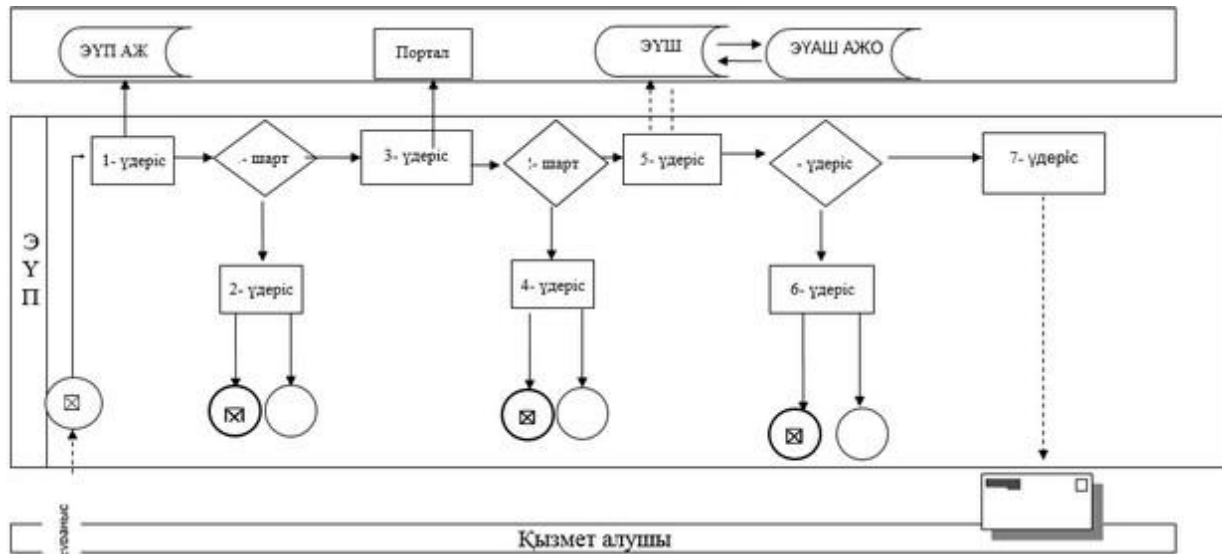 ЭҮП АЖ
Портал
ЭҮШ
ЭҮАШ АЖО
1- үдеріс
- шарт
3- үдеріс
- шарт
5- үдеріс
- үдеріс
7- үдеріс
ЭҮП
2- үдеріс
4- үдеріс
6- үдеріс
Қызмет алушы